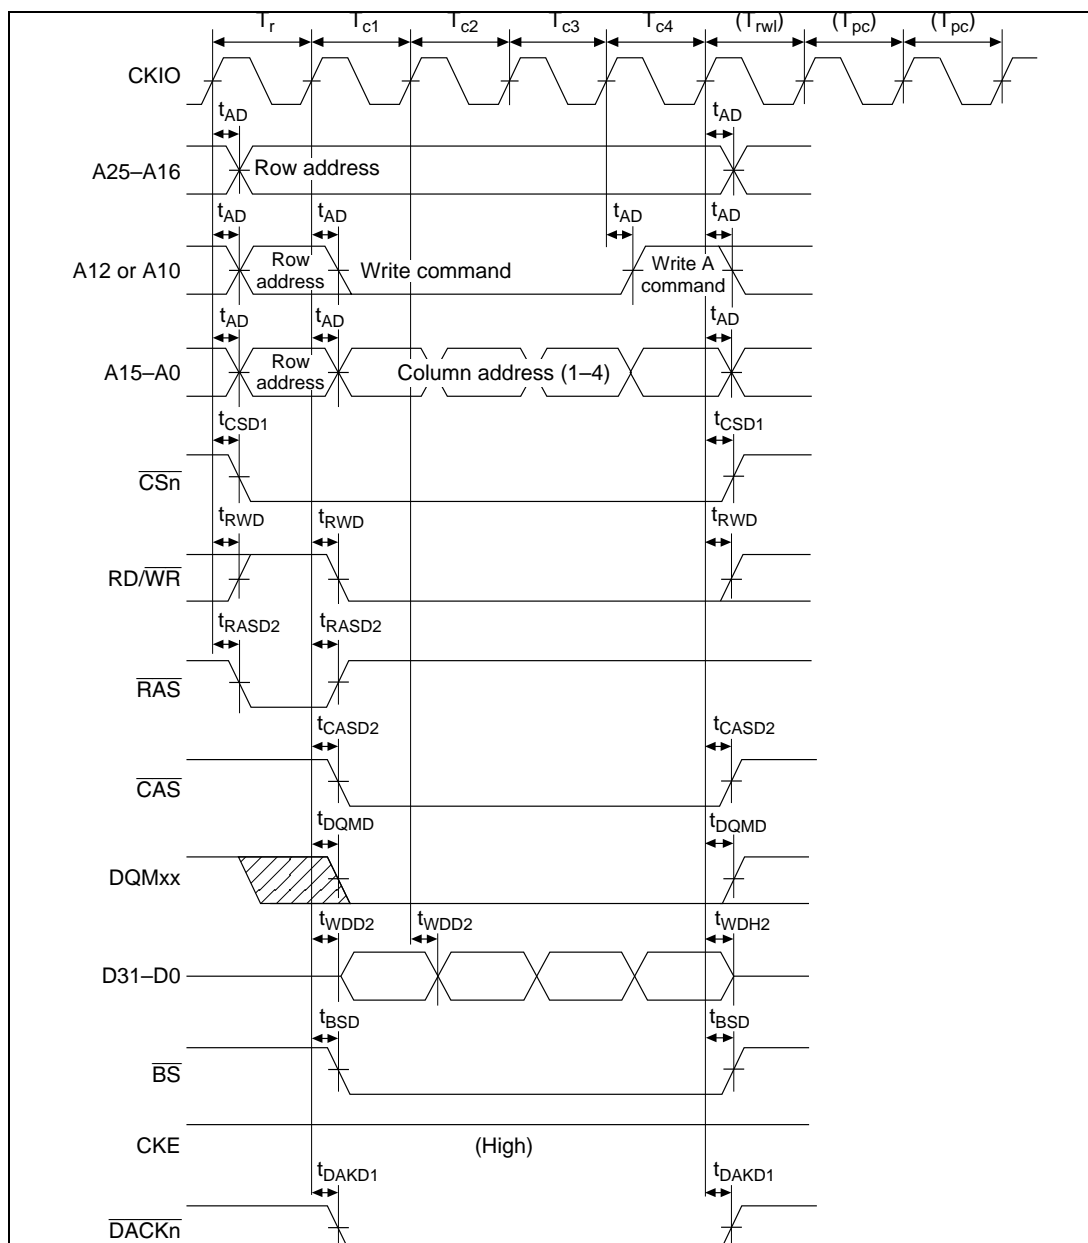 Tr Tc1 Tc2 Tc3 Tc4 (Trwl) (Tpc) (Tpc)
CKIO
tAD tAD
A25–A16 Row address
tAD tAD tAD tAD
A12 or A10 Row address Write command Write A command
tAD tAD tAD
A15–A0 Row address Column address (1–4)
tCSD1 tCSD1
CSn
tRWD tRWD tRWD
RD/WR
tRASD2 tRASD2
RAS
tCASD2 tCASD2
CAS
tDQMD tDQMD
DQMxx
tWDD2 tWDD2 tWDH2
D31–D0
tBSD tBSD
BS
CKE (High)
tDAKD1 tDAKD1
DACKn